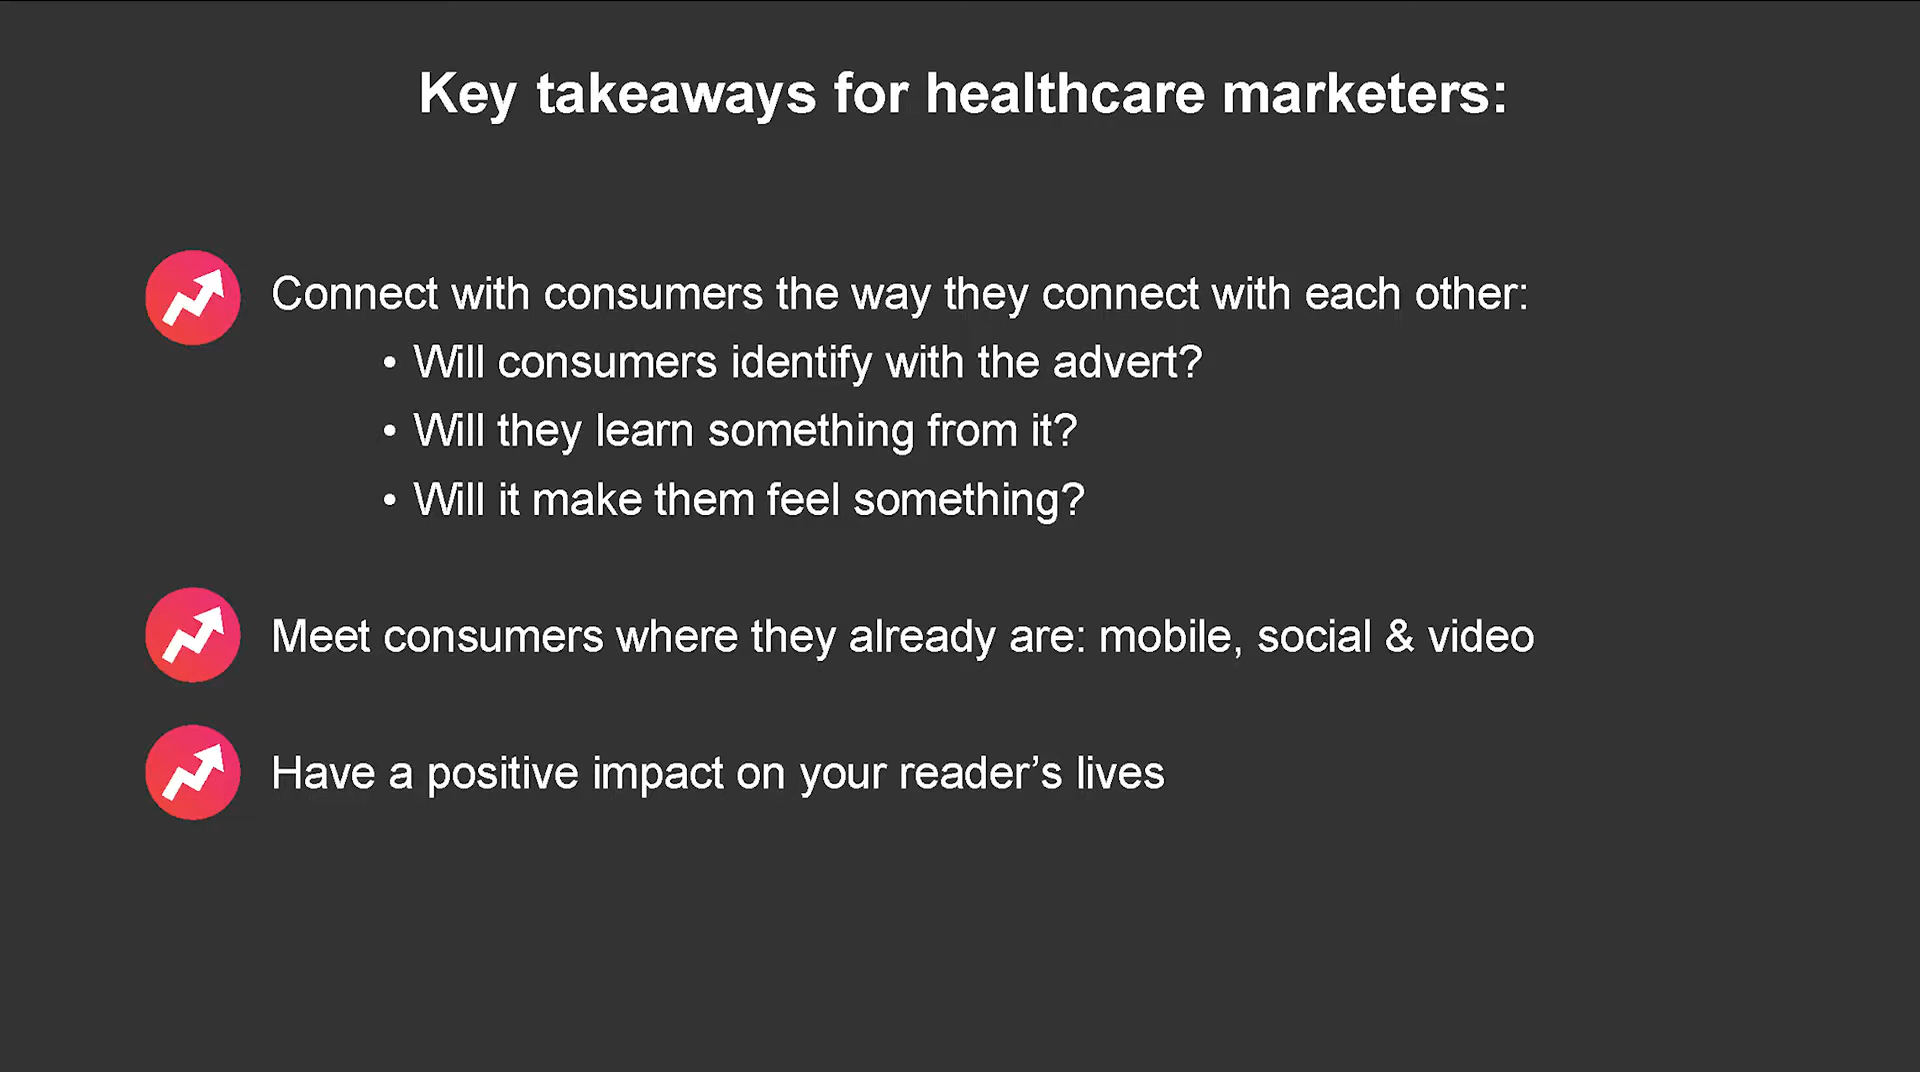 Key takeaways for healthcare marketers:
Connect with consumers the way they connect with each other:
• Will consumers identify with the advert?
• Will they learn something from it?
• Will it make them feel something?
Meet consumers where they already are: mobile, social & video
Have a positive impact on your reader’s lives